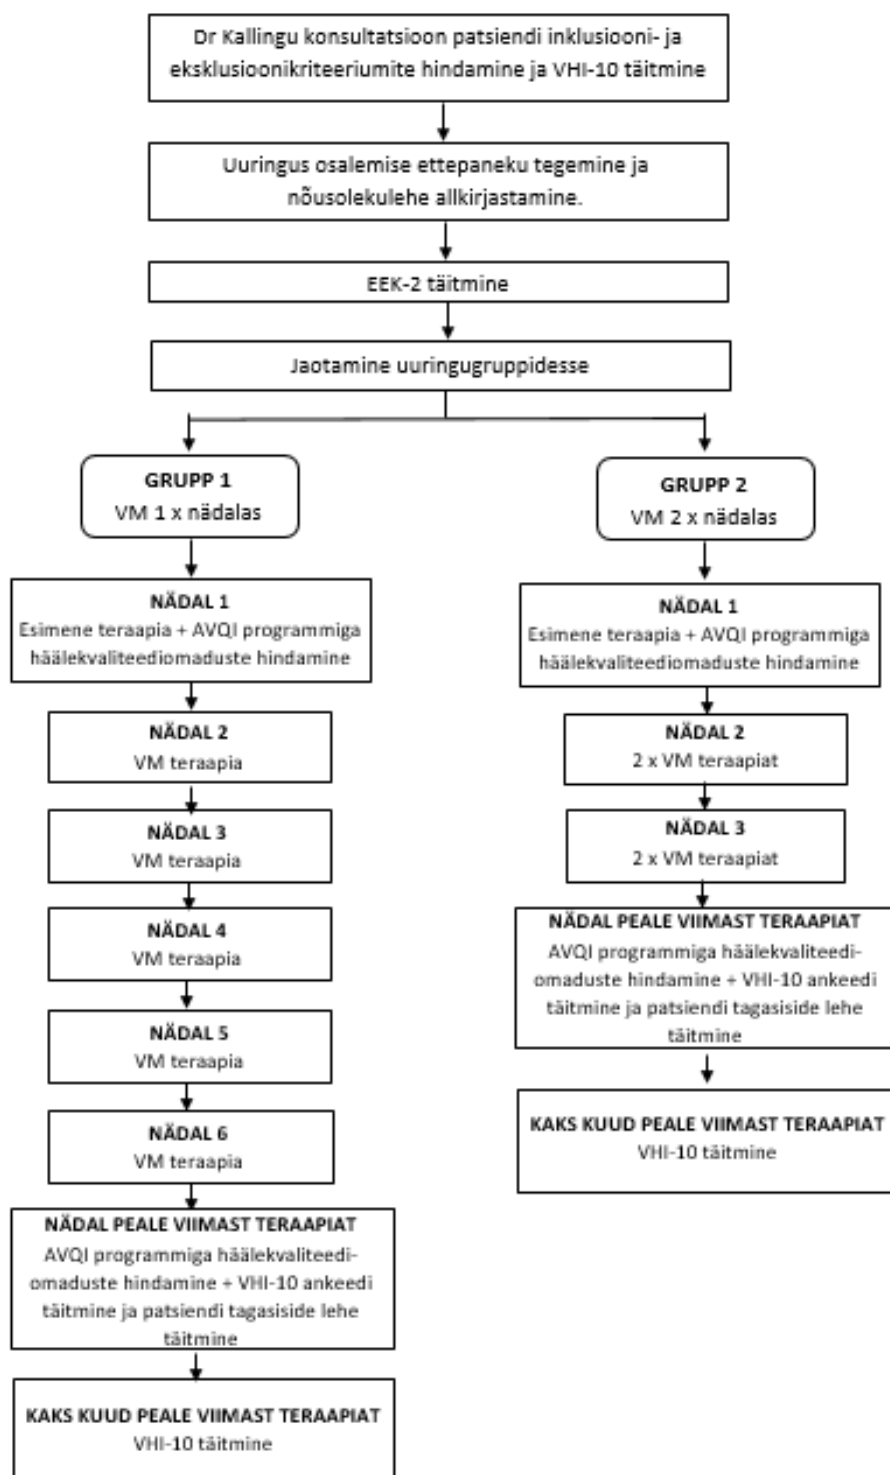 Dr Kallingu konsultatsioon patsiendi inklusiooni- ja
eksklusioonikriteeriumite hindamine ja VHI-10 täitmine
Uuringus osalemise ettepaneku tegemine ja
nõusolekulehe allkirjastamine.
EEK-2 täitmine
Jaotamine uuringugruppidesse
GRUPP 1
VM 1 x nädalas
NÄDAL 1
Esimene teraapia + AVQI programmiga
häälekvaliteediomaduste hindamine
NÄDAL 2
VM teraapia
NÄDAL 3
VM teraapia
NÄDAL 4
VM teraapia
NÄDAL 5
VM teraapia
NÄDAL 6
VM teraapia
NÄDAL PEALE VIIMAST TERAAPIAT
AVQI programmiga häälekvaliteedi-
omaduste hindamine + VHI-10 ankeedi
täitmine ja patsiendi tagasiside lehe
täitmine
KAKS KUUD PEALE VIIMAST TERAAPIAT
VHI-10 täitmine
GRUPP 2
VM 2 x nädalas
NÄDAL 1
Esimene teraapia + AVQI programmiga
häälekvaliteediomaduste hindamine
NÄDAL 2
2 x VM teraapiat
NÄDAL 3
2 x VM teraapiat
NÄDAL PEALE VIIMAST TERAAPIAT
AVQI programmiga häälekvaliteedi-
omaduste hindamine + VHI-10 ankeedi
täitmine ja patsiendi tagasiside lehe
täitmine
KAKS KUUD PEALE VIIMAST TERAAPIAT
VHI-10 täitmine